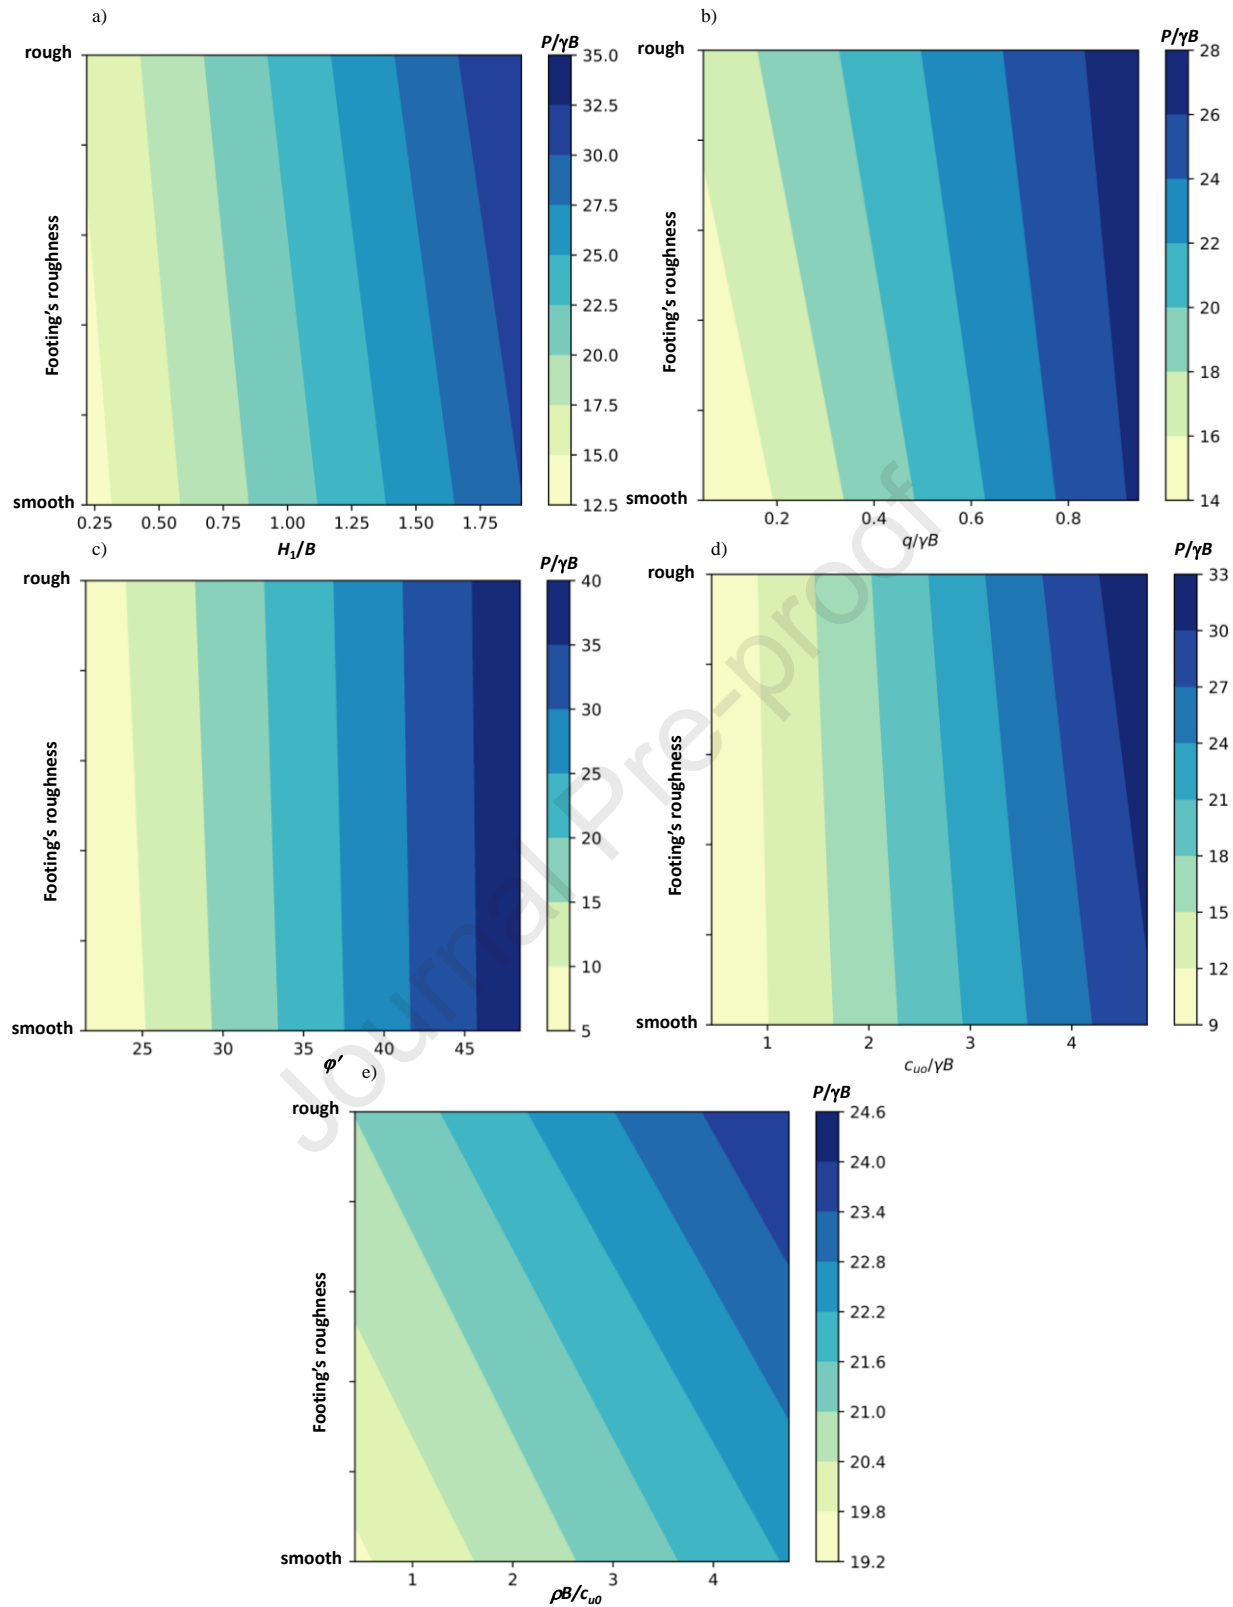 a)
P/γB
rough
35.0
32.5
30.0
27.5
25.0
22.5
20.0
17.5
15.0
12.5
Footing's roughness
smooth
0.25 0.50 0.75 1.00 1.25 1.50 1.75
H1/B
b)
P/γB
rough
28
26
24
22
20
18
16
14
Footing's roughness
smooth
0.2 0.4 0.6 0.8
q/γB
c)
P/γB
rough
40
35
30
25
20
15
10
5
Footing's roughness
smooth
25 30 35 40 45
φ'
d)
P/γB
rough
33
30
27
24
21
18
15
12
9
Footing's roughness
smooth
1 2 3 4
cuo/γB
e)
P/γB
rough
24.6
24.0
23.4
22.8
22.2
21.6
21.0
20.4
19.8
19.2
Footing's roughness
smooth
1 2 3 4
ρB/cu0
Journal Pre-proof